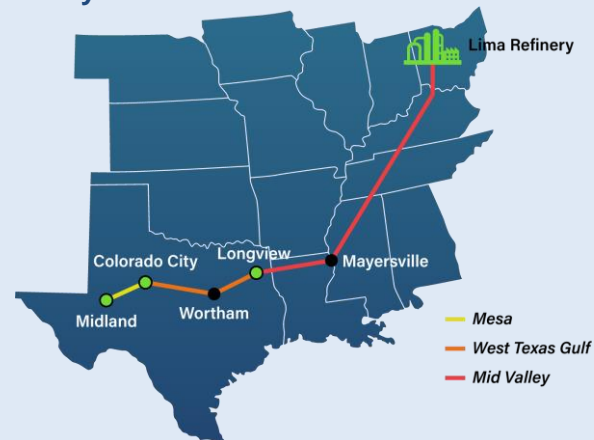 Lima Refinery
Colorado City
Longview
Mayersville
Midland
Wortham
Mesa
West Texas Gulf
Mid Valley